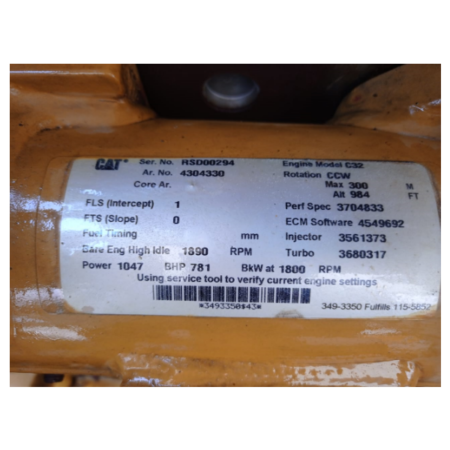 CAT Ser. No. RSD00294 Engine Model C32
Ar. No. 4304330 Rotation CCW
Core Ar. Max 300 M
Alt 984 FT
FLS (Intercept) 1 Perf Spec 3704833
FTS (Slope) 0 ECM Software 4549692
Fuel Timing mm Injector 3561373
Bare Eng High Idle 1890 RPM Turbo 3680317
Power 1047 BHP 781 BkW at 1800 RPM
Using service tool to verify current engine settings
*3493350$43* 349-3350 Fulfills 115-5852